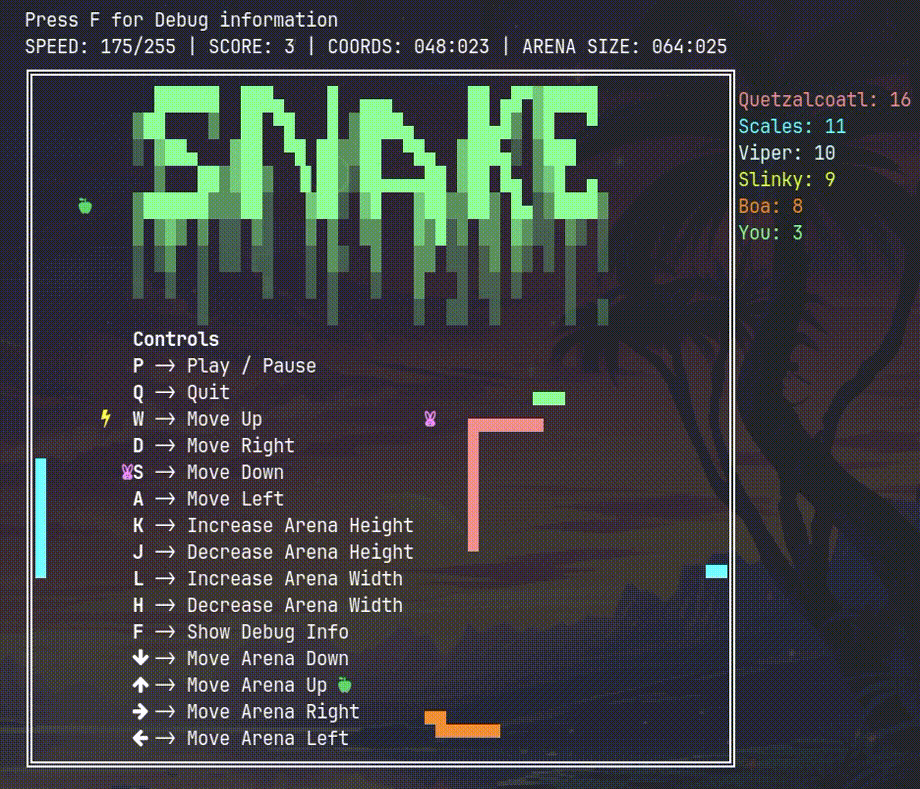 Press F for Debug information
SPEED: 175/255 | SCORE: 3 | COORDS: 048:023 | ARENA SIZE: 064:025
SNAKE
Quetzalcoatl: 16
Scales: 11
Viper: 10
Slinky: 9
Boa: 8
You: 3
Controls
P → Play / Pause
Q → Quit
W → Move Up
D → Move Right
S → Move Down
A → Move Left
K → Increase Arena Height
J → Decrease Arena Height
L → Increase Arena Width
H → Decrease Arena Width
F → Show Debug Info
↓ → Move Arena Down
↑ → Move Arena Up
→ → Move Arena Right
← → Move Arena Left